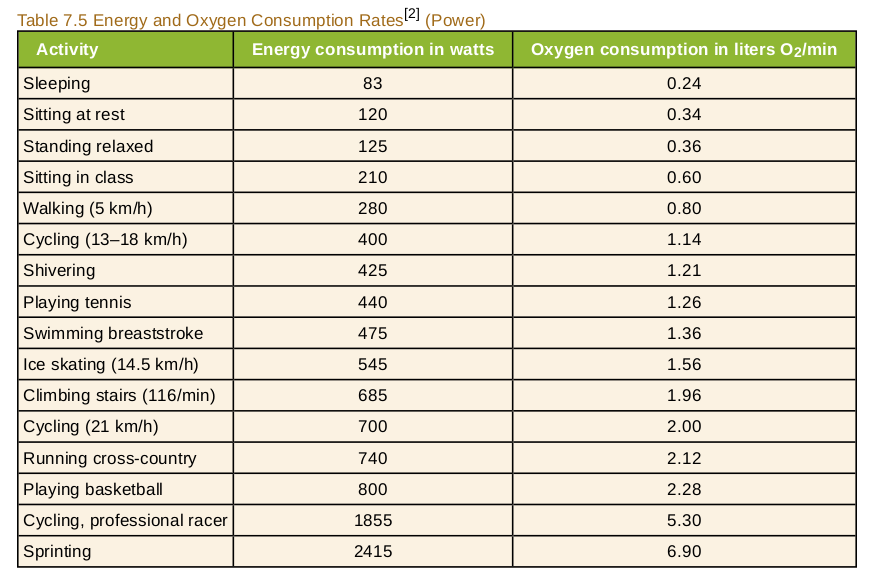 Table 7.5 Energy and Oxygen Consumption Rates[2] (Power)
Activity Energy consumption in watts Oxygen consumption in liters O2/min
Sleeping 83 0.24
Sitting at rest 120 0.34
Standing relaxed 125 0.36
Sitting in class 210 0.60
Walking (5 km/h) 280 0.80
Cycling (13–18 km/h) 400 1.14
Shivering 425 1.21
Playing tennis 440 1.26
Swimming breaststroke 475 1.36
Ice skating (14.5 km/h) 545 1.56
Climbing stairs (116/min) 685 1.96
Cycling (21 km/h) 700 2.00
Running cross-country 740 2.12
Playing basketball 800 2.28
Cycling, professional racer 1855 5.30
Sprinting 2415 6.90